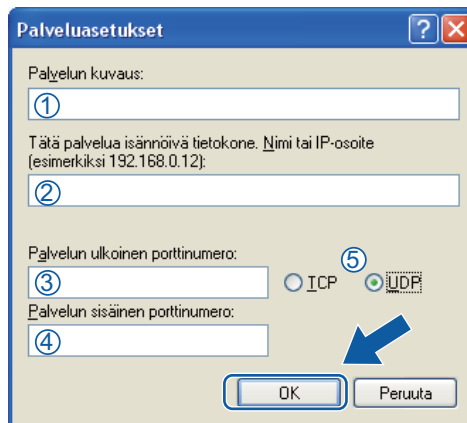 Palveluasetukset
Palvelun kuvaus:
①
Tätä palvelua isännöivä tietokone. Nimi tai IP-osoite
(esimerkiksi 192.168.0.12):
②
Palvelun ulkoinen porttinumero:
③ TCP ⑤ UDP
Palvelun sisäinen porttinumero:
④
OK Peruuta